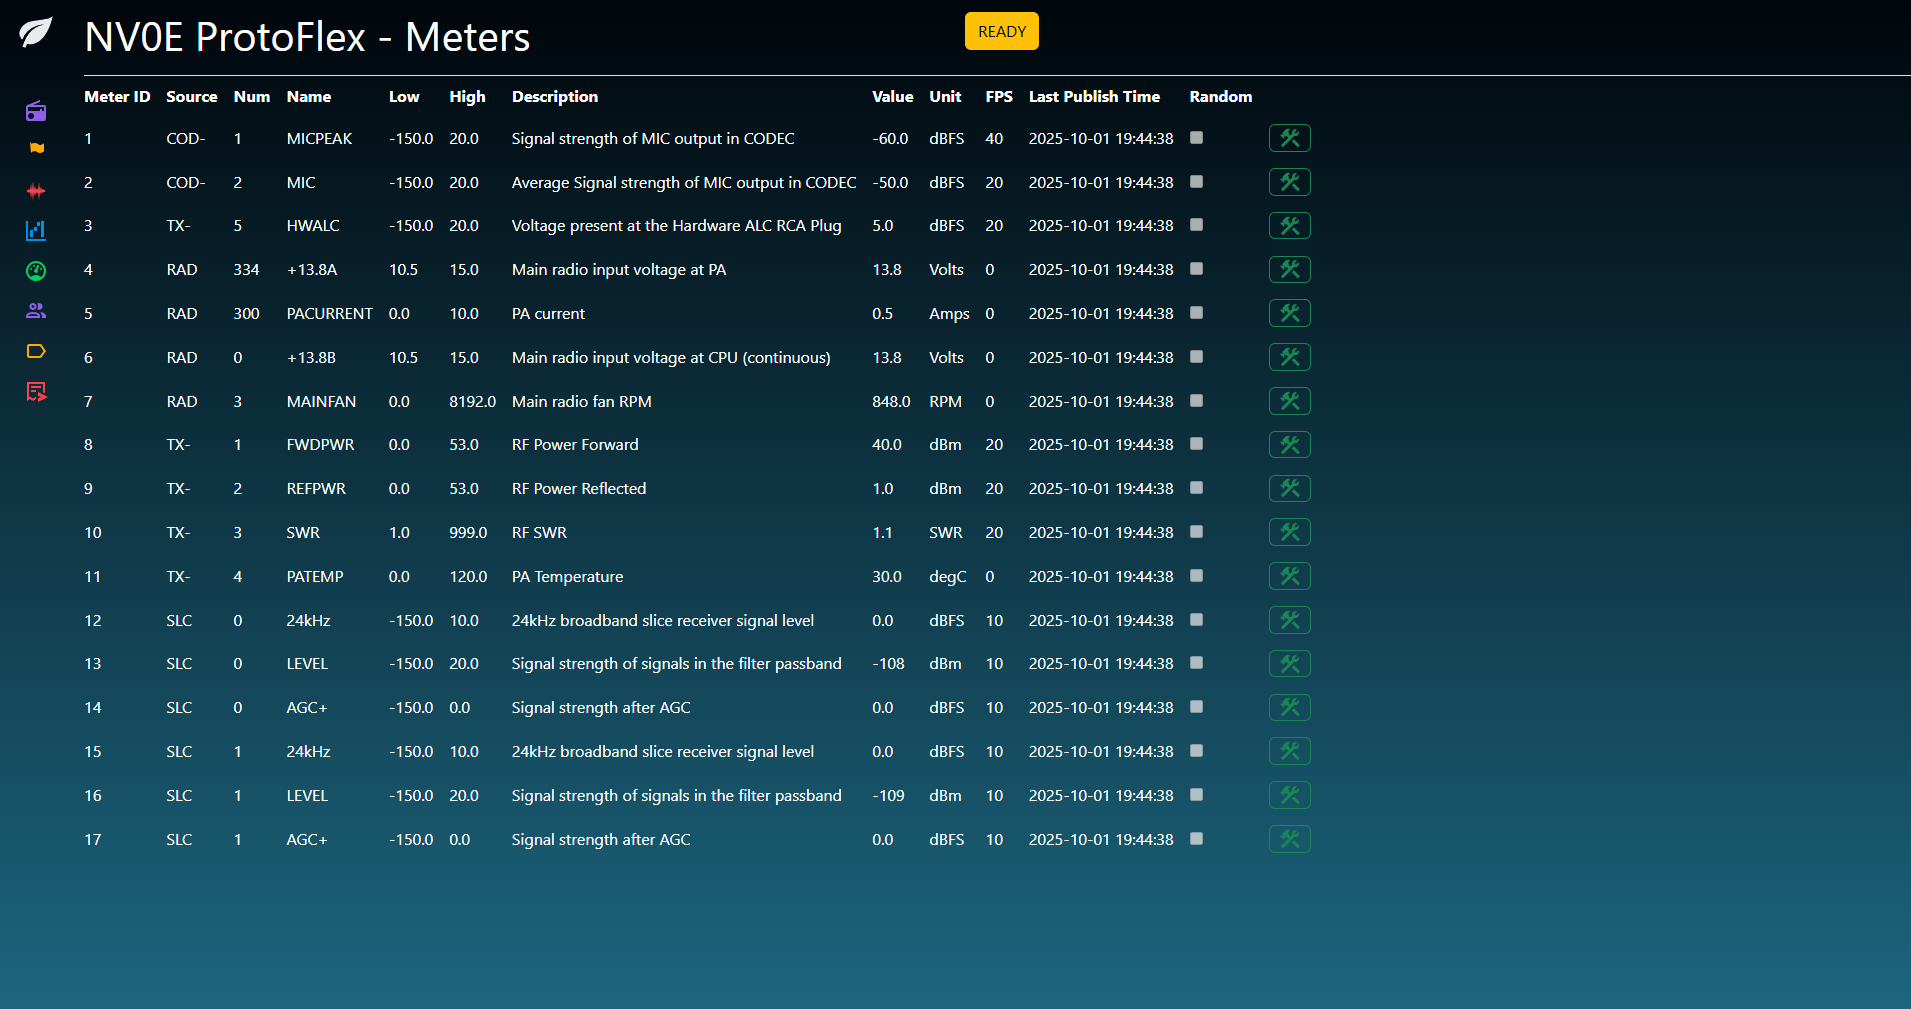 NV0E ProtoFlex - Meters
READY
Meter ID Source Num Name Low High Description Value Unit FPS Last Publish Time Random
1 COD- 1 MICPEAK -150.0 20.0 Signal strength of MIC output in CODEC -60.0 dBFS 40 2025-10-01 19:44:38
2 COD- 2 MIC -150.0 20.0 Average Signal strength of MIC output in CODEC -50.0 dBFS 20 2025-10-01 19:44:38
3 TX- 5 HWALC -150.0 20.0 Voltage present at the Hardware ALC RCA Plug 5.0 dBFS 20 2025-10-01 19:44:38
4 RAD 334 +13.8A 10.5 15.0 Main radio input voltage at PA 13.8 Volts 0 2025-10-01 19:44:38
5 RAD 300 PACURRENT 0.0 10.0 PA current 0.5 Amps 0 2025-10-01 19:44:38
6 RAD 0 +13.8B 10.5 15.0 Main radio input voltage at CPU (continuous) 13.8 Volts 0 2025-10-01 19:44:38
7 RAD 3 MAINFAN 0.0 8192.0 Main radio fan RPM 848.0 RPM 0 2025-10-01 19:44:38
8 TX- 1 FWDPWR 0.0 53.0 RF Power Forward 40.0 dBm 20 2025-10-01 19:44:38
9 TX- 2 REFPWR 0.0 53.0 RF Power Reflected 1.0 dBm 20 2025-10-01 19:44:38
10 TX- 3 SWR 1.0 999.0 RF SWR 1.1 SWR 20 2025-10-01 19:44:38
11 TX- 4 PATEMP 0.0 120.0 PA Temperature 30.0 degC 0 2025-10-01 19:44:38
12 SLC 0 24kHz -150.0 10.0 24kHz broadband slice receiver signal level 0.0 dBFS 10 2025-10-01 19:44:38
13 SLC 0 LEVEL -150.0 20.0 Signal strength of signals in the filter passband -108 dBm 10 2025-10-01 19:44:38
14 SLC 0 AGC+ -150.0 0.0 Signal strength after AGC 0.0 dBFS 10 2025-10-01 19:44:38
15 SLC 1 24kHz -150.0 10.0 24kHz broadband slice receiver signal level 0.0 dBFS 10 2025-10-01 19:44:38
16 SLC 1 LEVEL -150.0 20.0 Signal strength of signals in the filter passband -109 dBm 10 2025-10-01 19:44:38
17 SLC 1 AGC+ -150.0 0.0 Signal strength after AGC 0.0 dBFS 10 2025-10-01 19:44:38